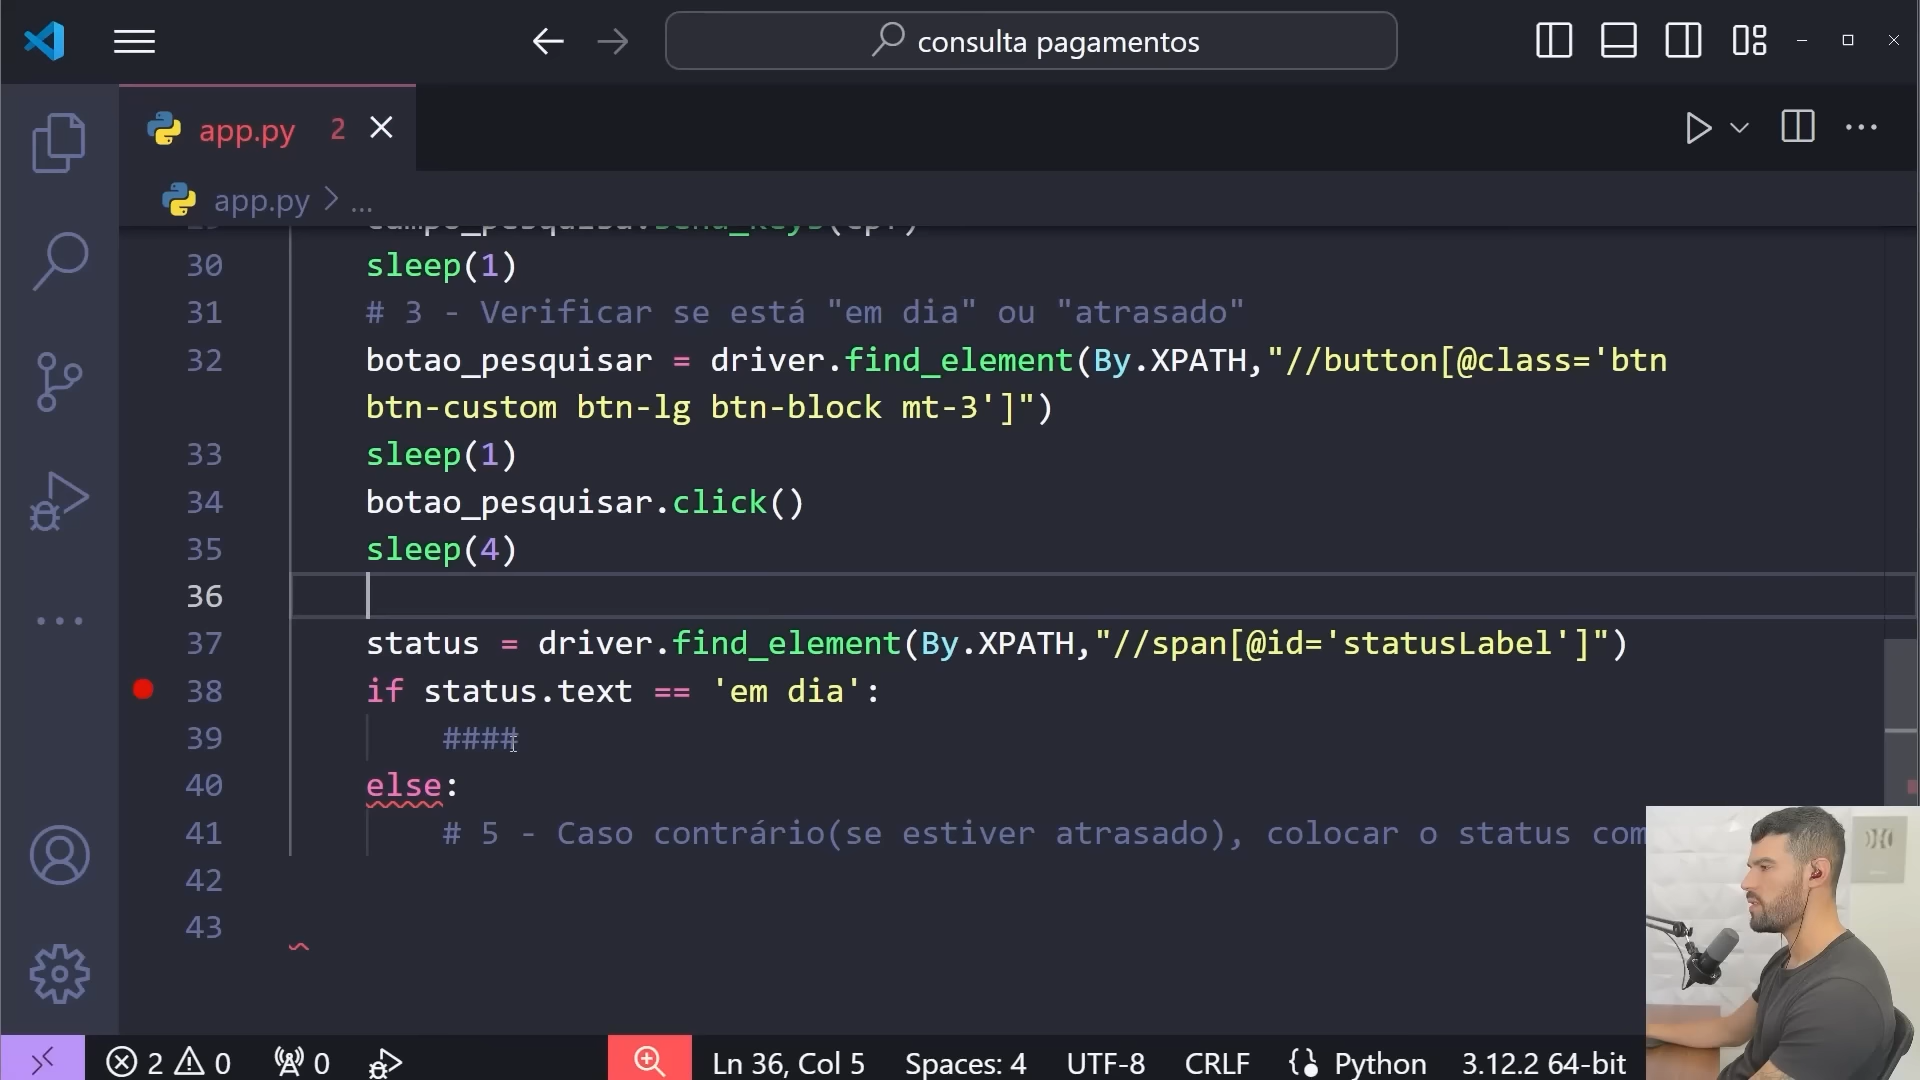 consulta pagamentos
app.py 2
app.py > ...
30 sleep(1)
31 # 3 - Verificar se está "em dia" ou "atrasado"
32 botao_pesquisar = driver.find_element(By.XPATH,"//button[@class='btn
btn-custom btn-lg btn-block mt-3']")
33 sleep(1)
34 botao_pesquisar.click()
35 sleep(4)
36
37 status = driver.find_element(By.XPATH,"//span[@id='statusLabel']")
38 if status.text == 'em dia':
39 ####
40 else:
41 # 5 - Caso contrário(se estiver atrasado), colocar o status com
42
43
2 0 0 Ln 36, Col 5 Spaces: 4 UTF-8 CRLF Python 3.12.2 64-bit